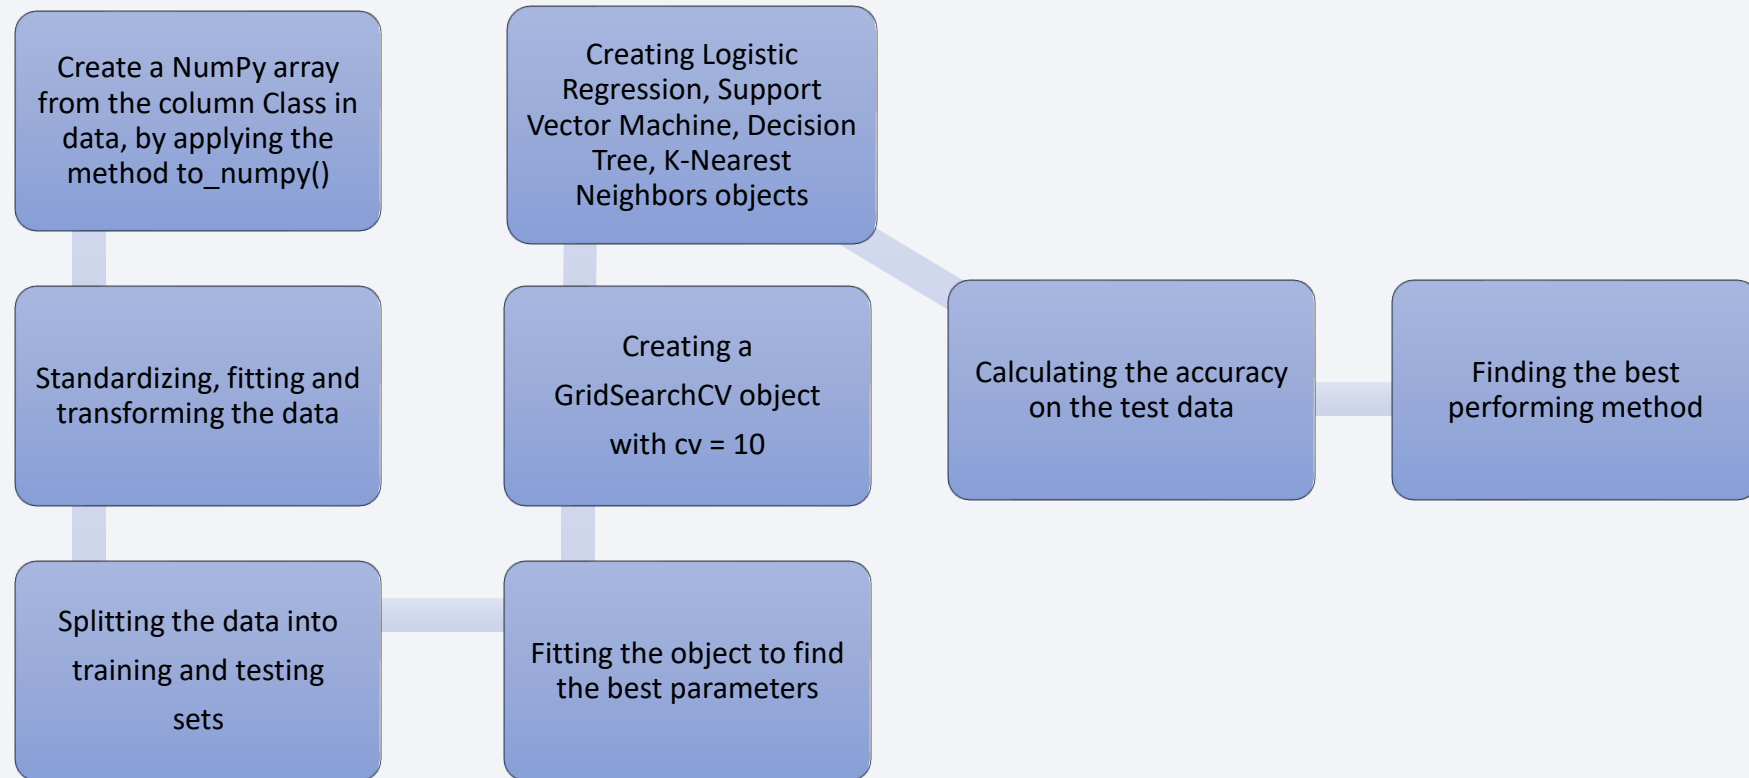 Create a NumPy array
from the column Class in
data, by applying the
method to_numpy()
Standardizing, fitting and
transforming the data
Splitting the data into
training and testing
sets
Fitting the object to find
the best parameters
Creating a
GridSearchCV object
with cv = 10
Creating Logistic
Regression, Support
Vector Machine, Decision
Tree, K-Nearest
Neighbors objects
Calculating the accuracy
on the test data
Finding the best
performing method